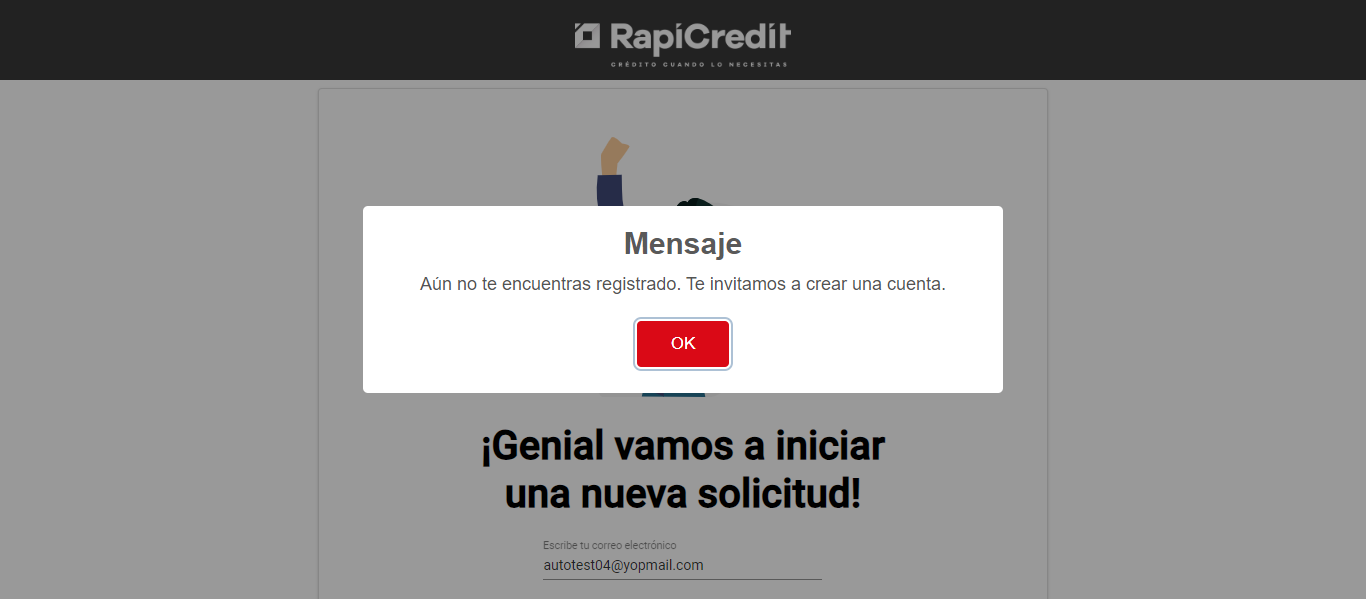 RapiCredit
CRÉDITO CUANDO LO NECESITAS
Mensaje
Aún no te encuentras registrado. Te invitamos a crear una cuenta.
OK
¡Genial vamos a iniciar
una nueva solicitud!
Escribe tu correo electrónico
autotest04@yopmail.com